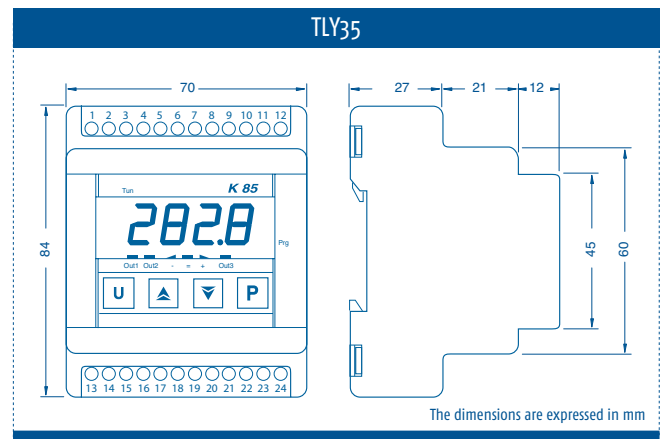 TLY35
70
27
21
12
1 2 3 4 5 6 7 8 9 10 11 12
Tun
K 85
282.8
Prg
Out1 Out2 - = + Out3
U
P
84
45
60
13 14 15 16 17 18 19 20 21 22 23 24
The dimensions are expressed in mm